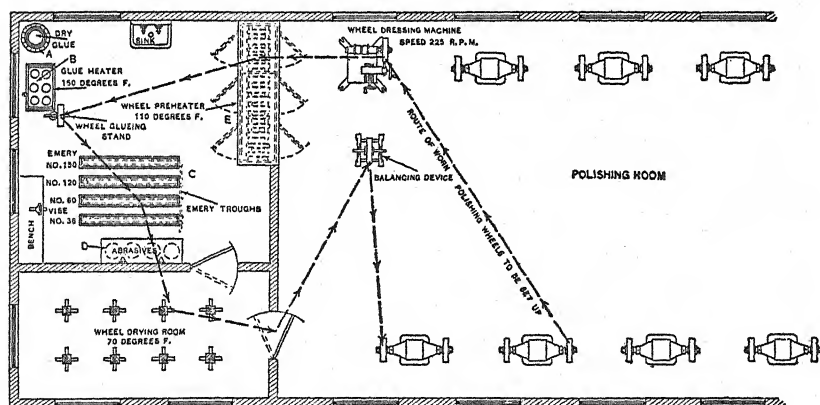 DRY
GLUE
A
SINK
WHEEL DRESSING MACHINE
SPEED 225 R.P.M.
B
GLUE HEATER
150 DEGREES F.
WHEEL PREHEATER
110 DEGREES F.
E
WHEEL GLUEING
STAND
EMERY
NO. 150
NO. 120
NO. 60
VISE
NO. 36
BENCH
C
EMERY TROUGHS
D
ABRASIVES
BALANCING DEVICE
ROUTE OF WORN POLISHING WHEELS TO BE SET UP
POLISHING ROOM
WHEEL DRYING ROOM
70 DEGREES F.